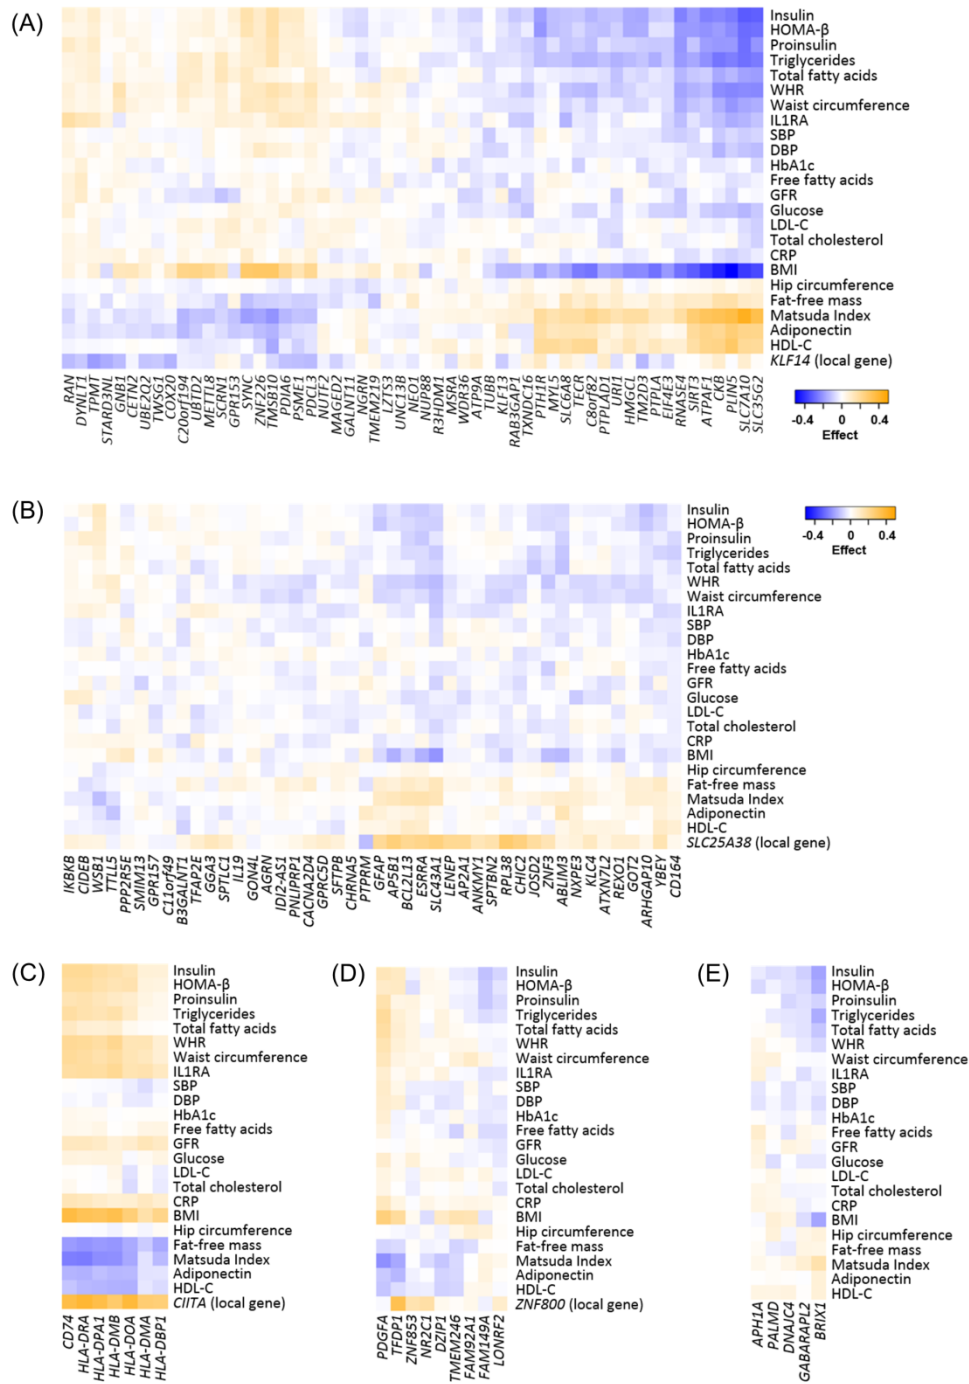 (A)
Insulin
HOMA-β
Proinsulin
Triglycerides
Total fatty acids
WHR
Waist circumference
IL1RA
SBP
DBP
HbA1c
Free fatty acids
GFR
Glucose
LDL-C
Total cholesterol
CRP
BMI
Hip circumference
Fat-free mass
Matsuda Index
Adiponectin
HDL-C
KLF14 (local gene)
RAN
DYNLT1
TPMT
STARD3NL
GNB1
CETN2
UBE2Q2
TWSG1
COX20
C20orf194
ID2
METTL8
SCRN1
GPR153
SYNC
ZNF226
TMSB10
PDIA6
PSME1
PDCL3
NUTF2
MAGED2
GALNT11
NGRN
TMEM219
LZTS3
UNC13B
NEO1
NUP88
R3HDM1
MSRA
WDR36
ATP9A
TUBB
KLF13
RAB3GAP1
TXNDC16
PTH1R
MYL5
SLC6A8
TECR
C8orf82
PTPLAD1
HMGCL
TM2D3
PTPLA
EIF4E3
RNASE4
SIRT3
ATPAF1
CKB
PLIN5
SLC7A10
SLC35G2
-0.4 0 0.4
Effect
(B)
Insulin
HOMA-β
Proinsulin
Triglycerides
Total fatty acids
WHR
Waist circumference
IL1RA
SBP
DBP
HbA1c
Free fatty acids
GFR
Glucose
LDL-C
Total cholesterol
CRP
BMI
Hip circumference
Fat-free mass
Matsuda Index
Adiponectin
HDL-C
SLC25A38 (local gene)
-0.4 0 0.4
Effect
IKBKB
CIDEB
WSB1
TTLL5
PPP2R5E
SMIM13
GPR157
C11orf49
B3GALNT1
TFAP2E
GGA3
SPTLC1
IL19
GON4L
AGRN
IDI2-AS1
PNLIPRP1
CACNA2D4
GPRC5D
SFTPB
CHRNA5
PTPRM
GFAP
AP5B1
BCL2L13
ESRRA
SLC43A1
LENEP
AP2A1
ANKMY1
SPTBN2
RPL38
CHIC2
JOSD2
ZNF3
ABLIM3
NXPE3
KLC4
ATXN7L2
REXO1
GOT2
ARHGAP10
YBEY
CD164
(C)
Insulin
HOMA-β
Proinsulin
Triglycerides
Total fatty acids
WHR
Waist circumference
IL1RA
SBP
DBP
HbA1c
Free fatty acids
GFR
Glucose
LDL-C
Total cholesterol
CRP
BMI
Hip circumference
Fat-free mass
Matsuda Index
Adiponectin
HDL-C
CIITA (local gene)
CD74
HLA-DRA
HLA-DPA1
HLA-DMB
HLA-DOA
HLA-DMA
HLA-DBP1
(D)
Insulin
HOMA-β
Proinsulin
Triglycerides
Total fatty acids
WHR
Waist circumference
IL1RA
SBP
DBP
HbA1c
Free fatty acids
GFR
Glucose
LDL-C
Total cholesterol
CRP
BMI
Hip circumference
Fat-free mass
Matsuda Index
Adiponectin
HDL-C
ZNF800 (local gene)
PDGFA
TFDP1
ZNF853
NR2C1
DZIP1
TMEM246
FAM92A1
FAM149A
LONRF2
(E)
Insulin
HOMA-β
Proinsulin
Triglycerides
Total fatty acids
WHR
Waist circumference
IL1RA
SBP
DBP
HbA1c
Free fatty acids
GFR
Glucose
LDL-C
Total cholesterol
CRP
BMI
Hip circumference
Fat-free mass
Matsuda Index
Adiponectin
HDL-C
APH1A
PALMD
DNAJC4
GABARAPL2
BRIX1